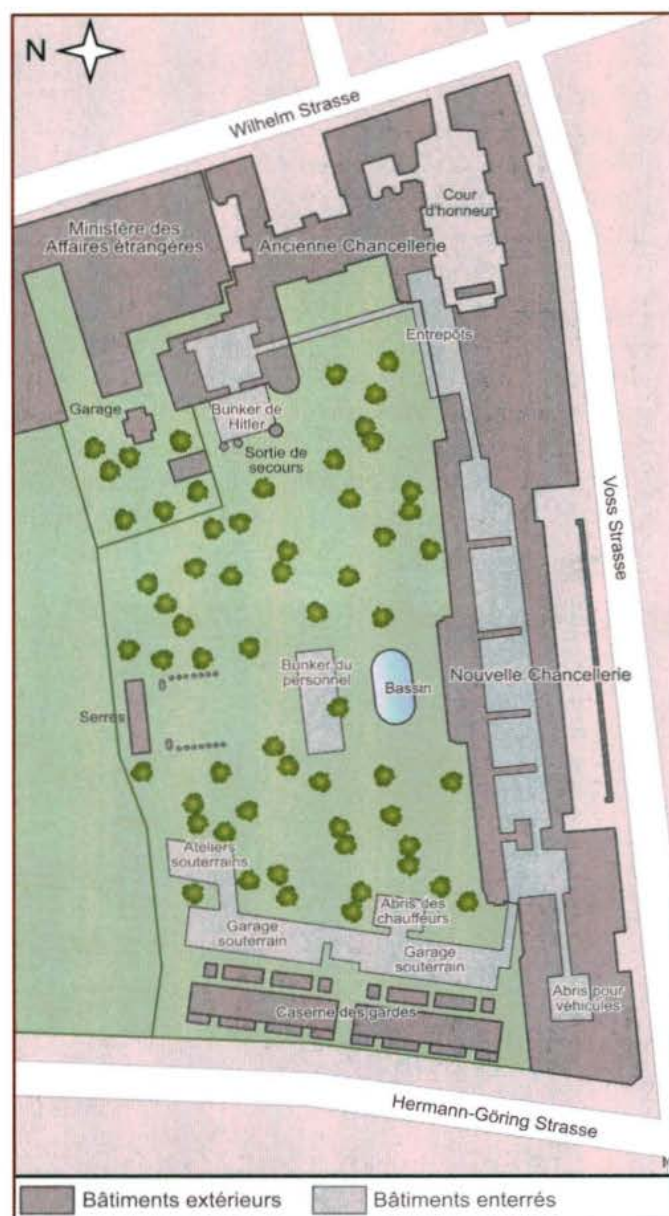 N
Wilhelm Strasse
Cour
d'honneur
Ministère des
Affaires étrangères
Ancienne Chancellerie
Entrepôts
Garage
Bunker de
Hitler
Sortie de
secours
Voss Strasse
Bunker du
personnel
Bassin
Nouvelle Chancellerie
Serres
Ateliers
souterrains
Abris des
chauffeurs
Garage
souterrain
Garage
souterrain
Abris pour
véhicules
Caserne des gardes
Hermann-Göring Strasse
Bâtiments extérieurs
Bâtiments enterrés